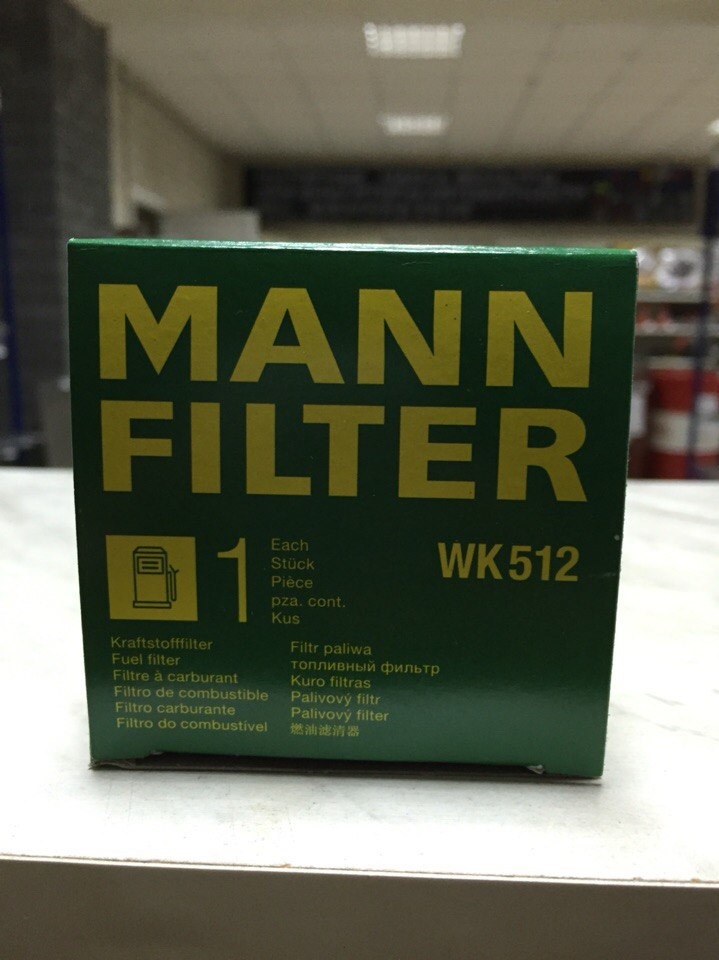 MANN
FILTER
1
Each
Stück
Pièce
pza. cont.
Kus
WK 512
Kraftstofffilter
Fuel filter
Filtre à carburant
Filtro de combustible
Filtro carburante
Filtro do combustível
Filtr paliwa
топливный фильтр
Kuro filtras
Palivový filtr
Palivový filter
燃油滤清器